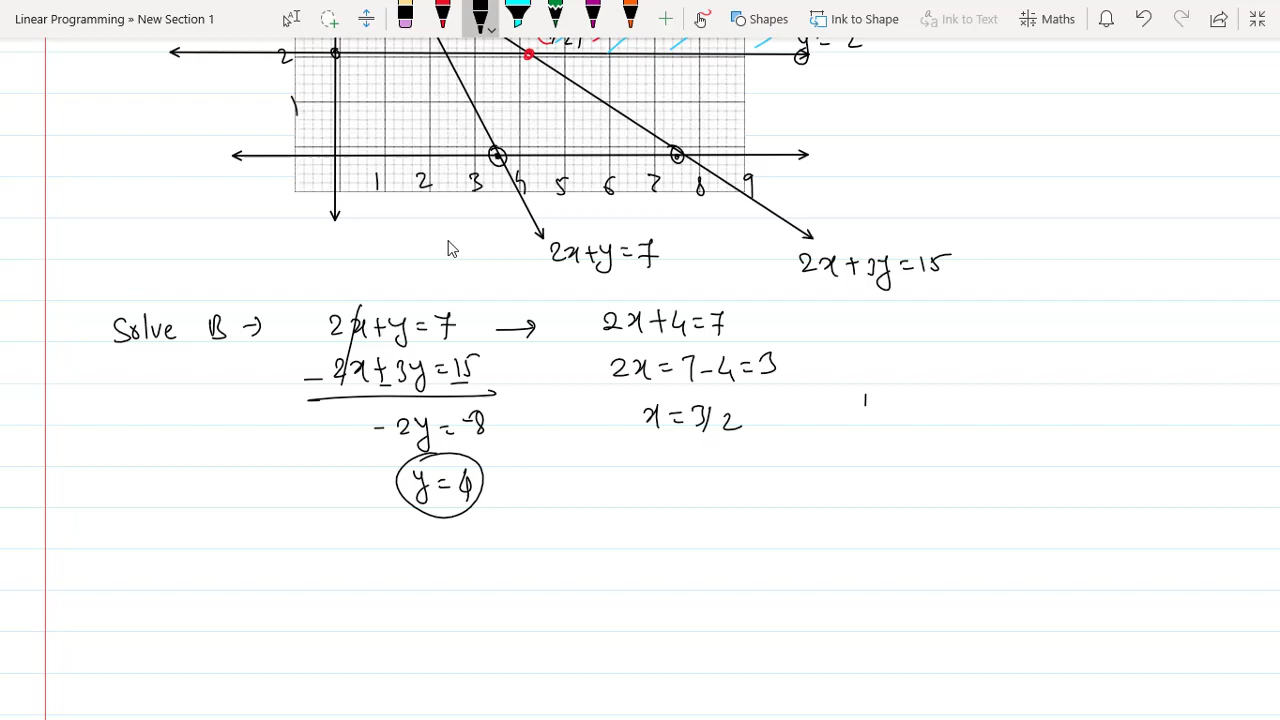 Linear Programming » New Section 1
Shapes Ink to Shape Ink to Text Maths
y = 2
2
1
1 2 3 4 5 6 7 8 9
2x+y=7
2x+3y=15
Solve B → 2x+y=7 → 2x+4=7
- 2x+3y=15 2x=7-4=3
-2y=-8 x=3/2
y=4